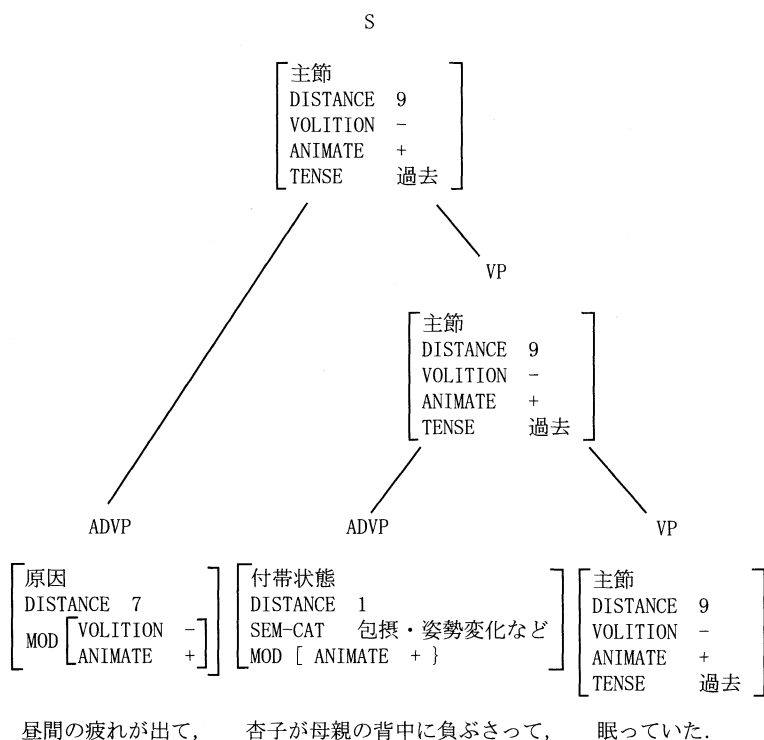 S
主節
DISTANCE 9
VOLITION −
ANIMATE +
TENSE 過去
VP
主節
DISTANCE 9
VOLITION −
ANIMATE +
TENSE 過去
ADVP
ADVP
VP
原因
DISTANCE 7
MOD [VOLITION −
ANIMATE +]
付帯状態
DISTANCE 1
SEM-CAT 包摂・姿勢変化など
MOD [ ANIMATE + }
主節
DISTANCE 9
VOLITION −
ANIMATE +
TENSE 過去
昼間の疲れが出て, 杏子が母親の背中に負ぶさって, 眠っていた.